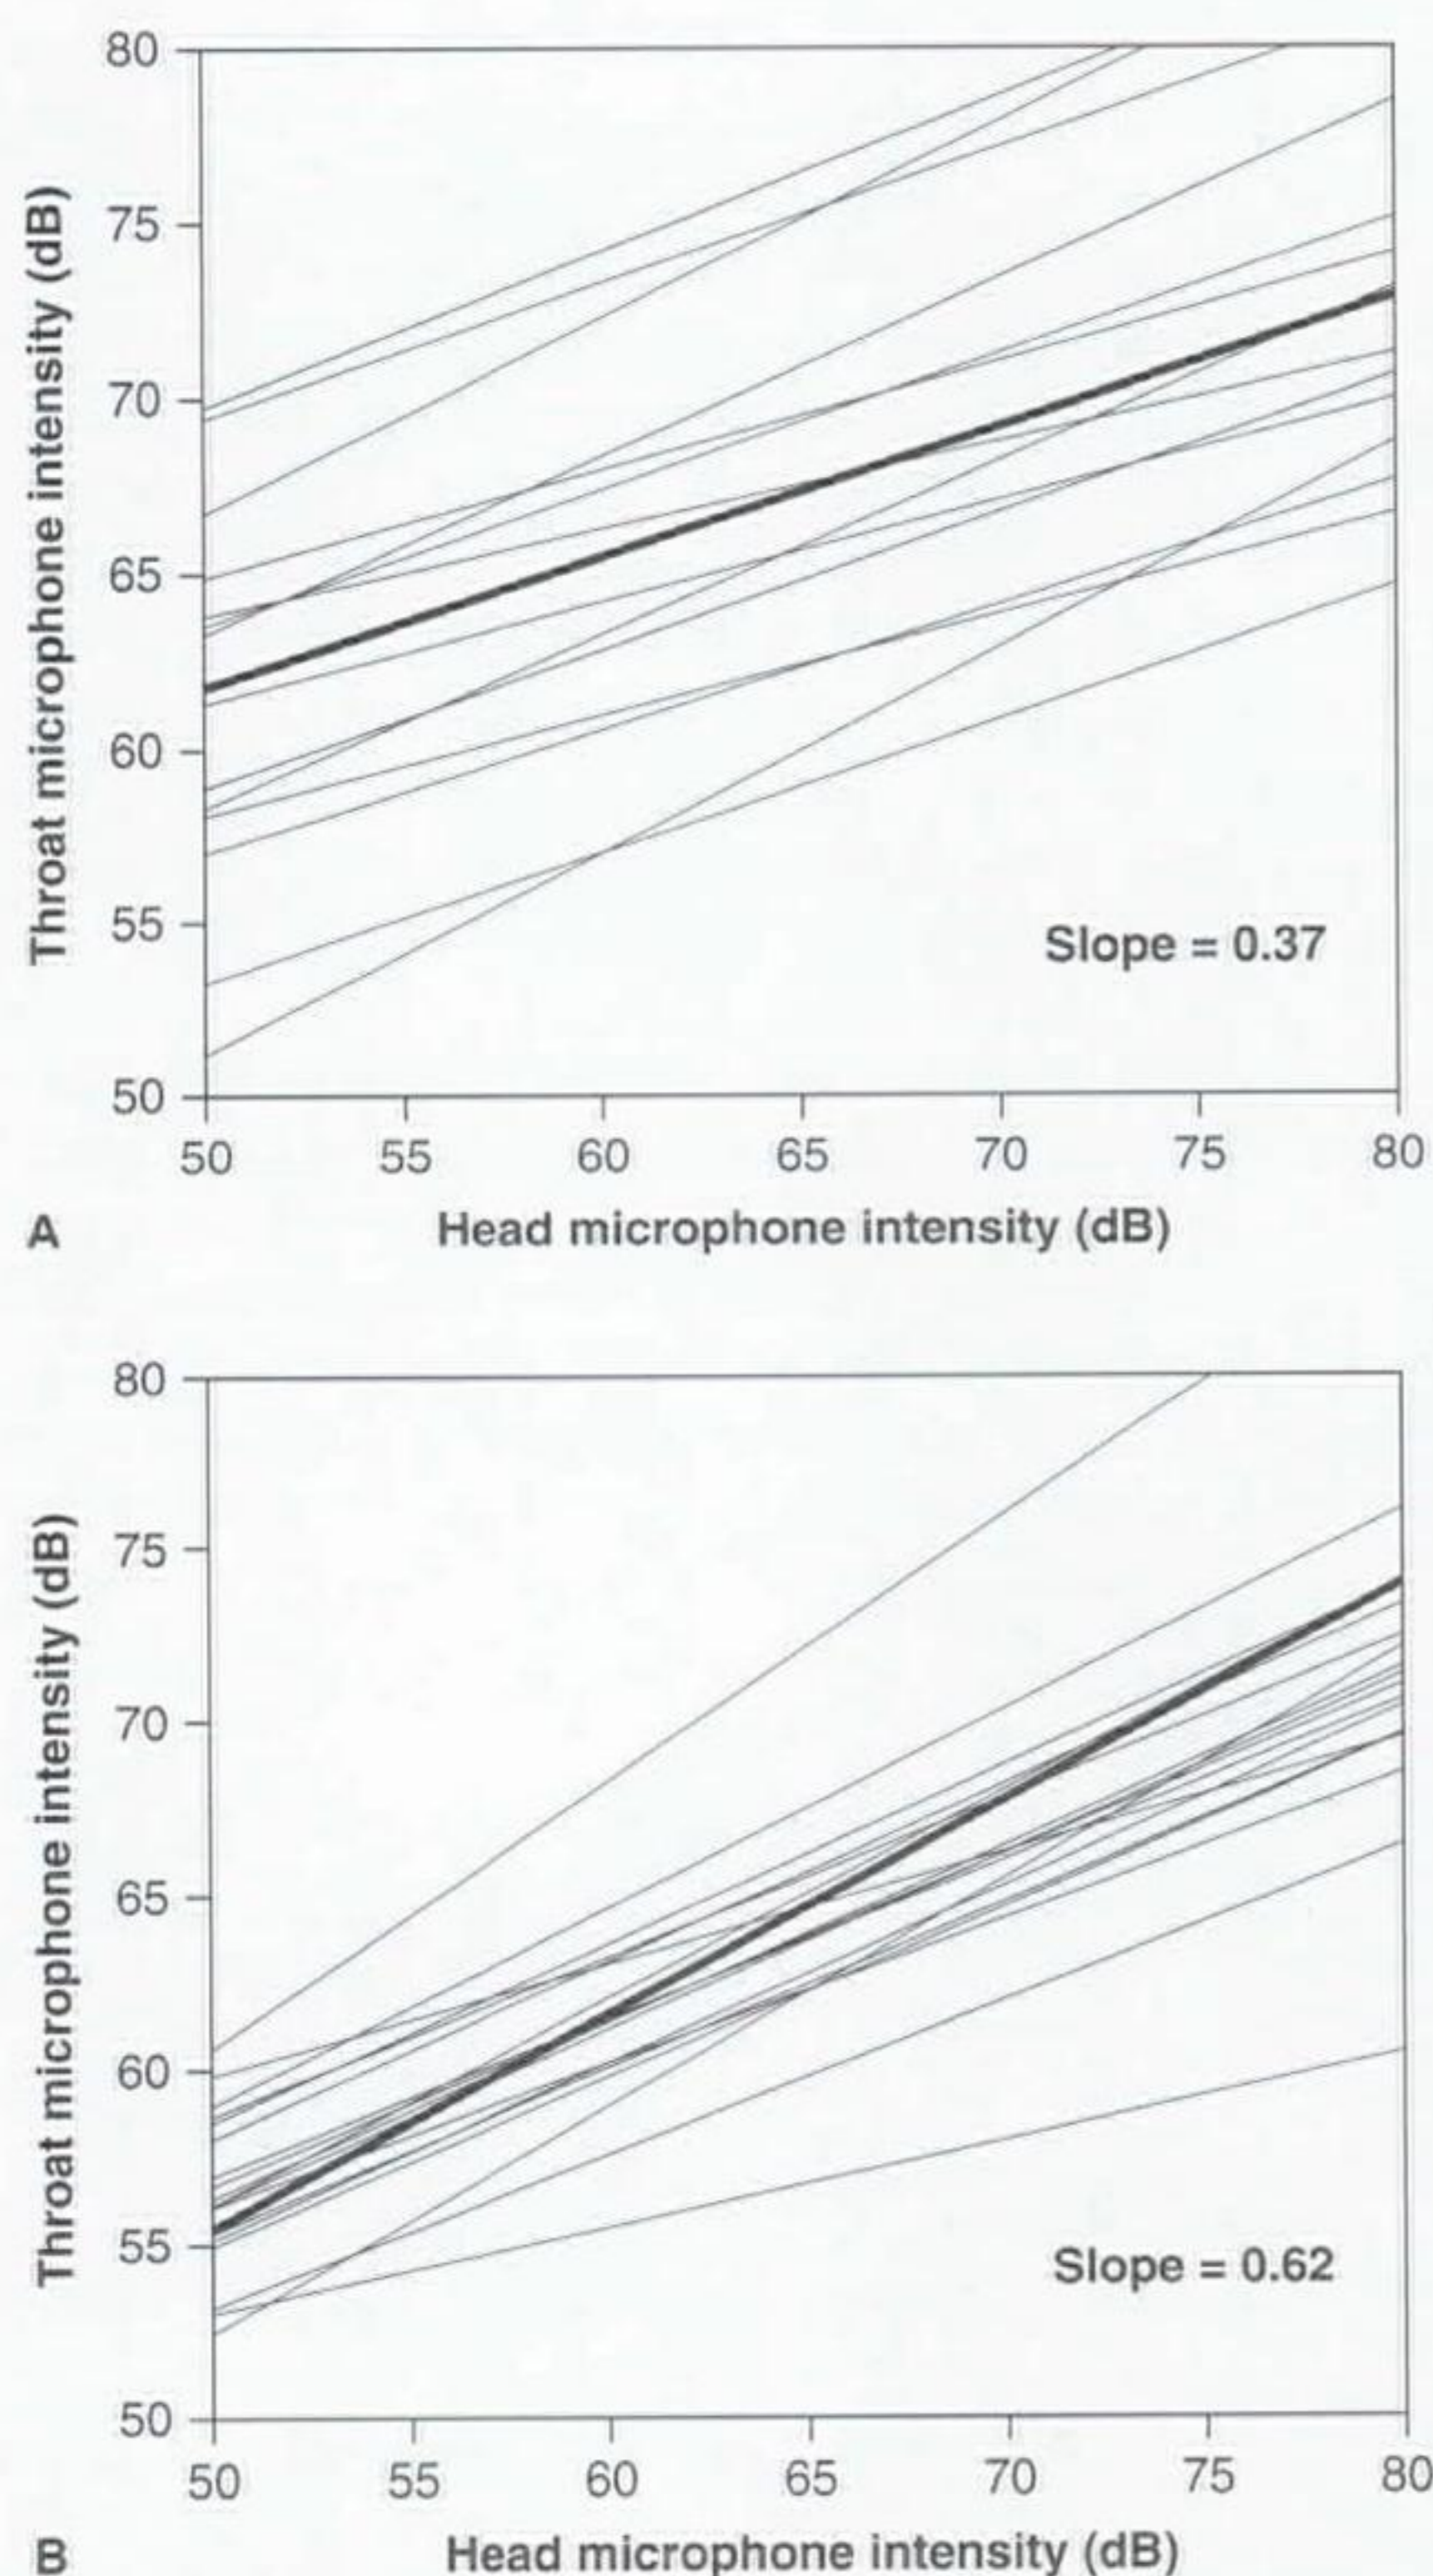 80
75
70
65
60
55
50
Throat microphone intensity (dB)
Slope = 0.37
50 55 60 65 70 75 80
A Head microphone intensity (dB)
80
75
70
65
60
55
50
Throat microphone intensity (dB)
Slope = 0.62
50 55 60 65 70 75 80
B Head microphone intensity (dB)